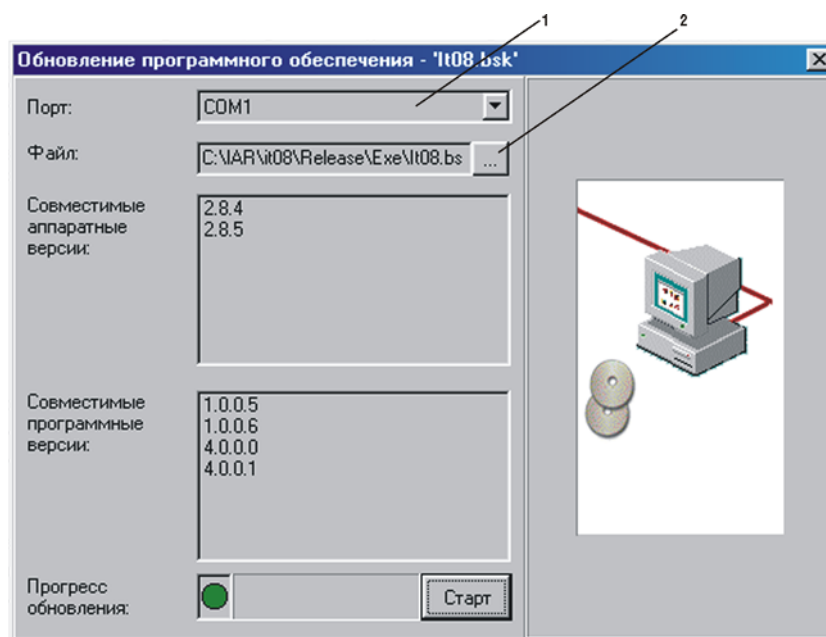 1
2
Обновление программного обеспечения - 'It08.bsk'
Порт:
COM1
Файл:
C:\IAR\it08\Release\Exe\It08.bs
...
Совместимые
аппаратные
версии:
2.8.4
2.8.5
Совместимые
программные
версии:
1.0.0.5
1.0.0.6
4.0.0.0
4.0.0.1
Прогресс
обновления:
Старт